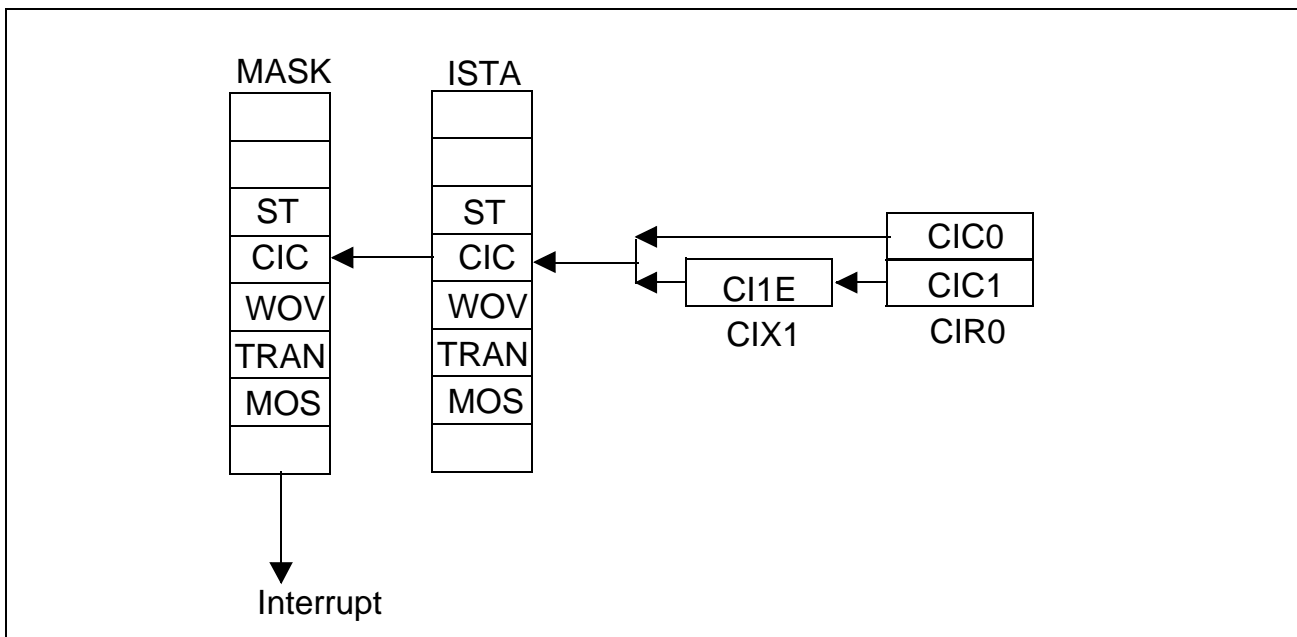 MASK
ISTA
ST
CIC
WOV
TRAN
MOS
ST
CIC
WOV
TRAN
MOS
CIC0
CI1E
CIC1
CIX1
CIR0
Interrupt